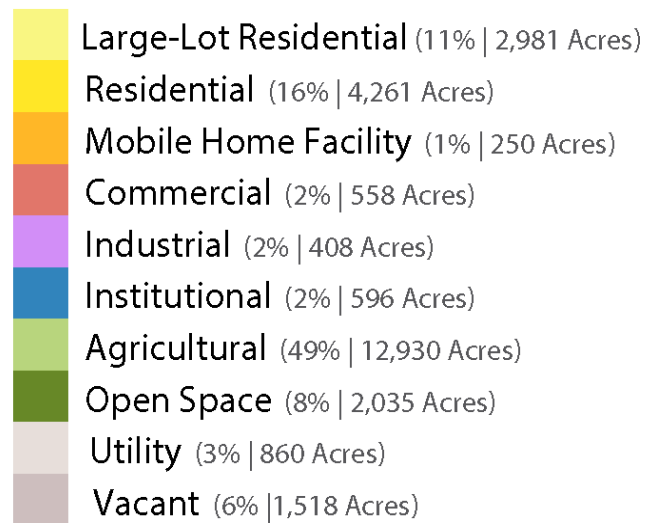 Large-Lot Residential (11% | 2,981 Acres)
Residential (16% | 4,261 Acres)
Mobile Home Facility (1% | 250 Acres)
Commercial (2% | 558 Acres)
Industrial (2% | 408 Acres)
Institutional (2% | 596 Acres)
Agricultural (49% | 12,930 Acres)
Open Space (8% | 2,035 Acres)
Utility (3% | 860 Acres)
Vacant (6% |1,518 Acres)